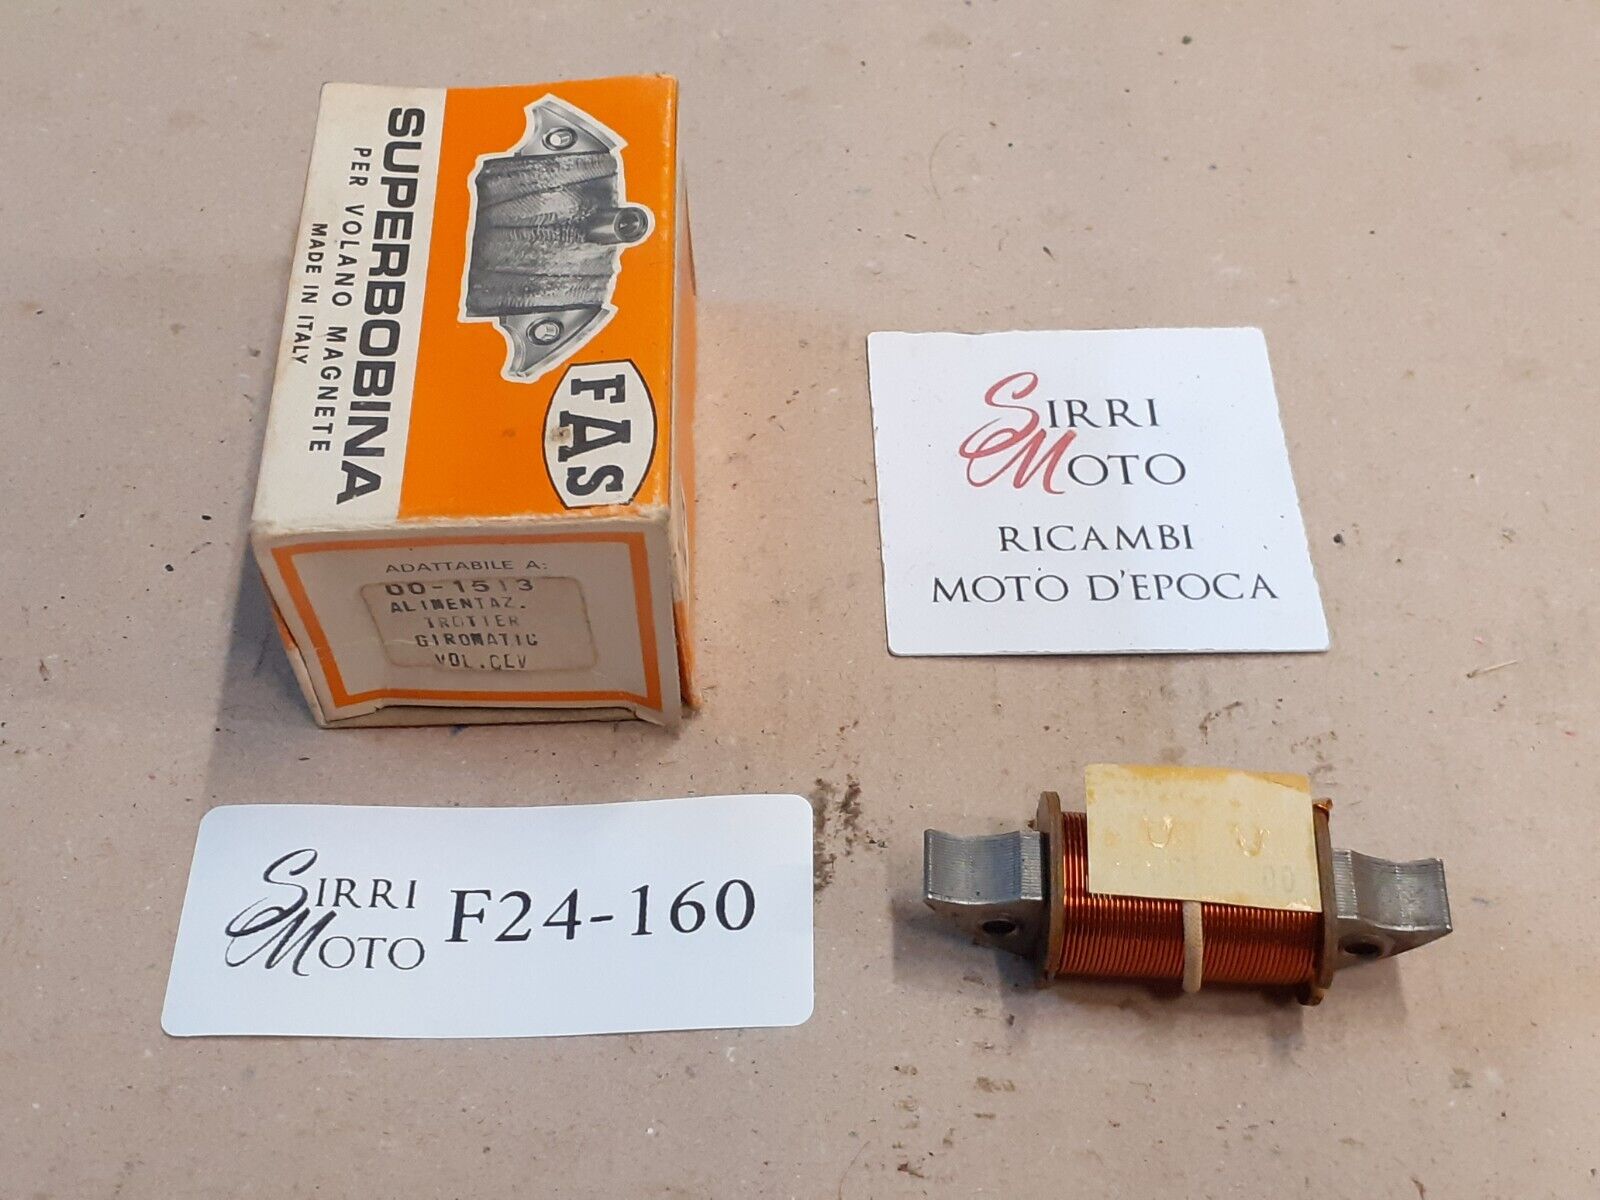 SUPERBOBINA
PER VOLANO MAGNETE
MADE IN ITALY
FAS
ADATTABILE A:
00-1513
ALIMENTAZ.
TROTTER
GIROMATIC
VOL.CEV
SIRRI
MOTO
RICAMBI
MOTO D'EPOCA
SIRRI
MOTO
F24-160